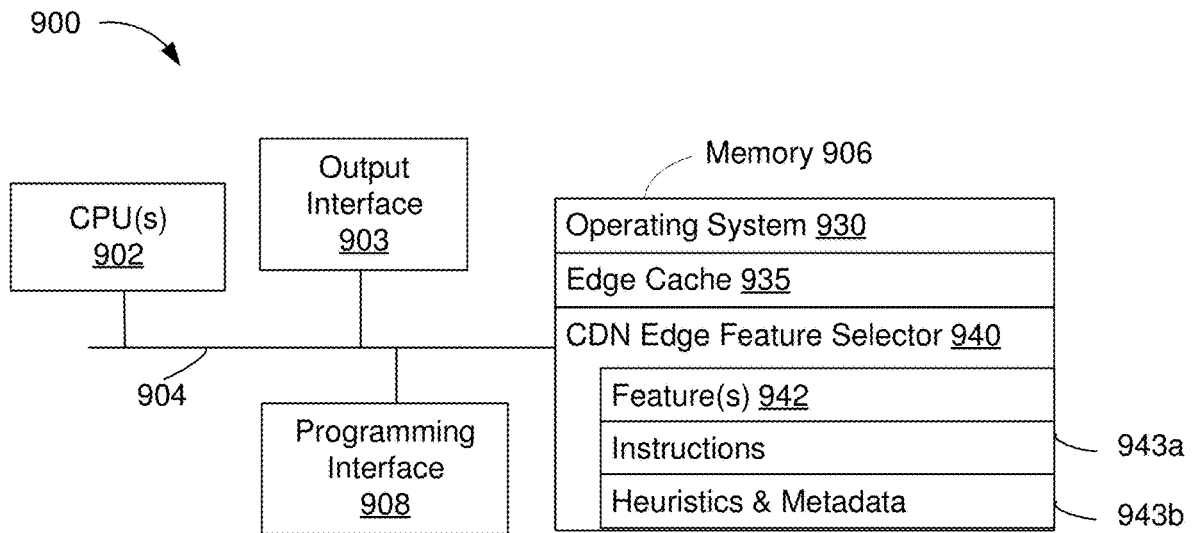 900
Memory 906
Output
Interface
903
CPU(s)
902
Operating System 930
Edge Cache 935
CDN Edge Feature Selector 940
904
Feature(s) 942
Programming
Interface
908
Instructions
943a
Heuristics & Metadata
943b